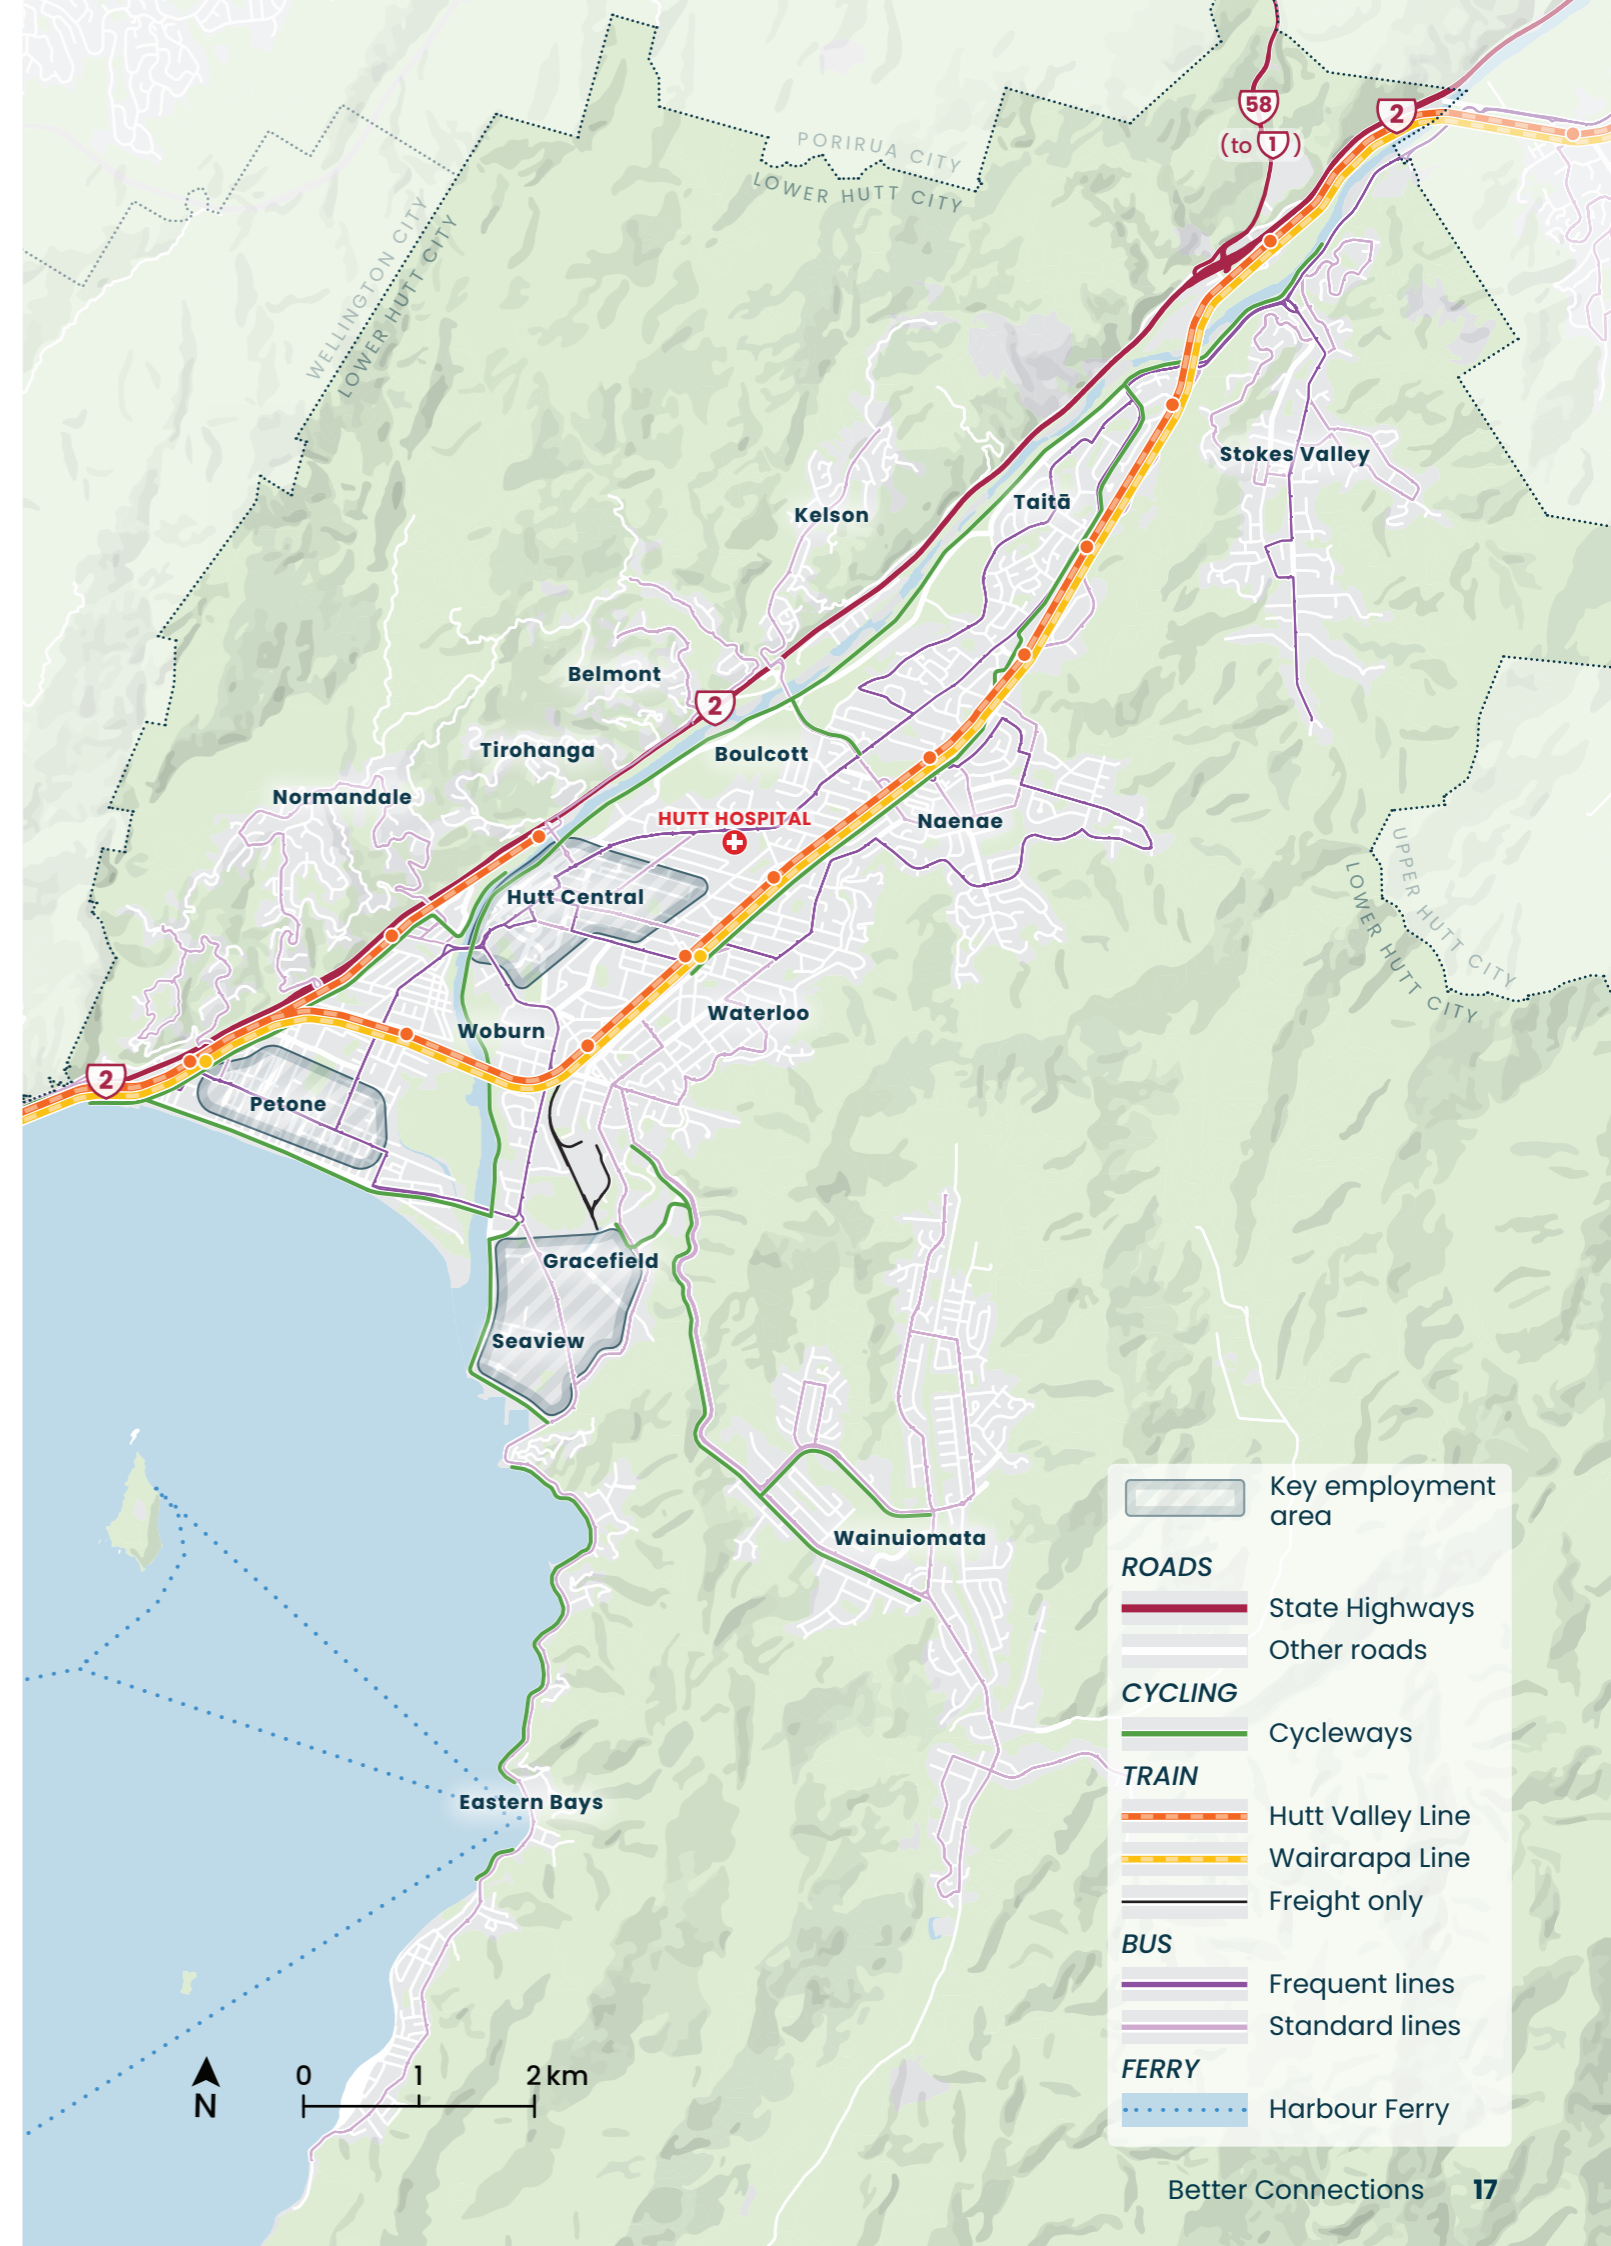 58
(to 1)
2
PORIRUA CITY
LOWER HUTT CITY
WELLINGTON CITY
LOWER HUTT CITY
Stokes Valley
Taitā
Kelson
Belmont
2
Tirohanga
Boulcott
Normandale
HUTT HOSPITAL
Naenae
UPPER HUTT CITY
LOWER HUTT CITY
Hutt Central
Waterloo
Woburn
2
Petone
Gracefield
Seaview
Wainuiomata
Eastern Bays
Key employment
area
ROADS
State Highways
Other roads
CYCLING
Cycleways
TRAIN
Hutt Valley Line
Wairarapa Line
Freight only
BUS
Frequent lines
Standard lines
FERRY
Harbour Ferry
N
0 1 2 km
Better Connections 17